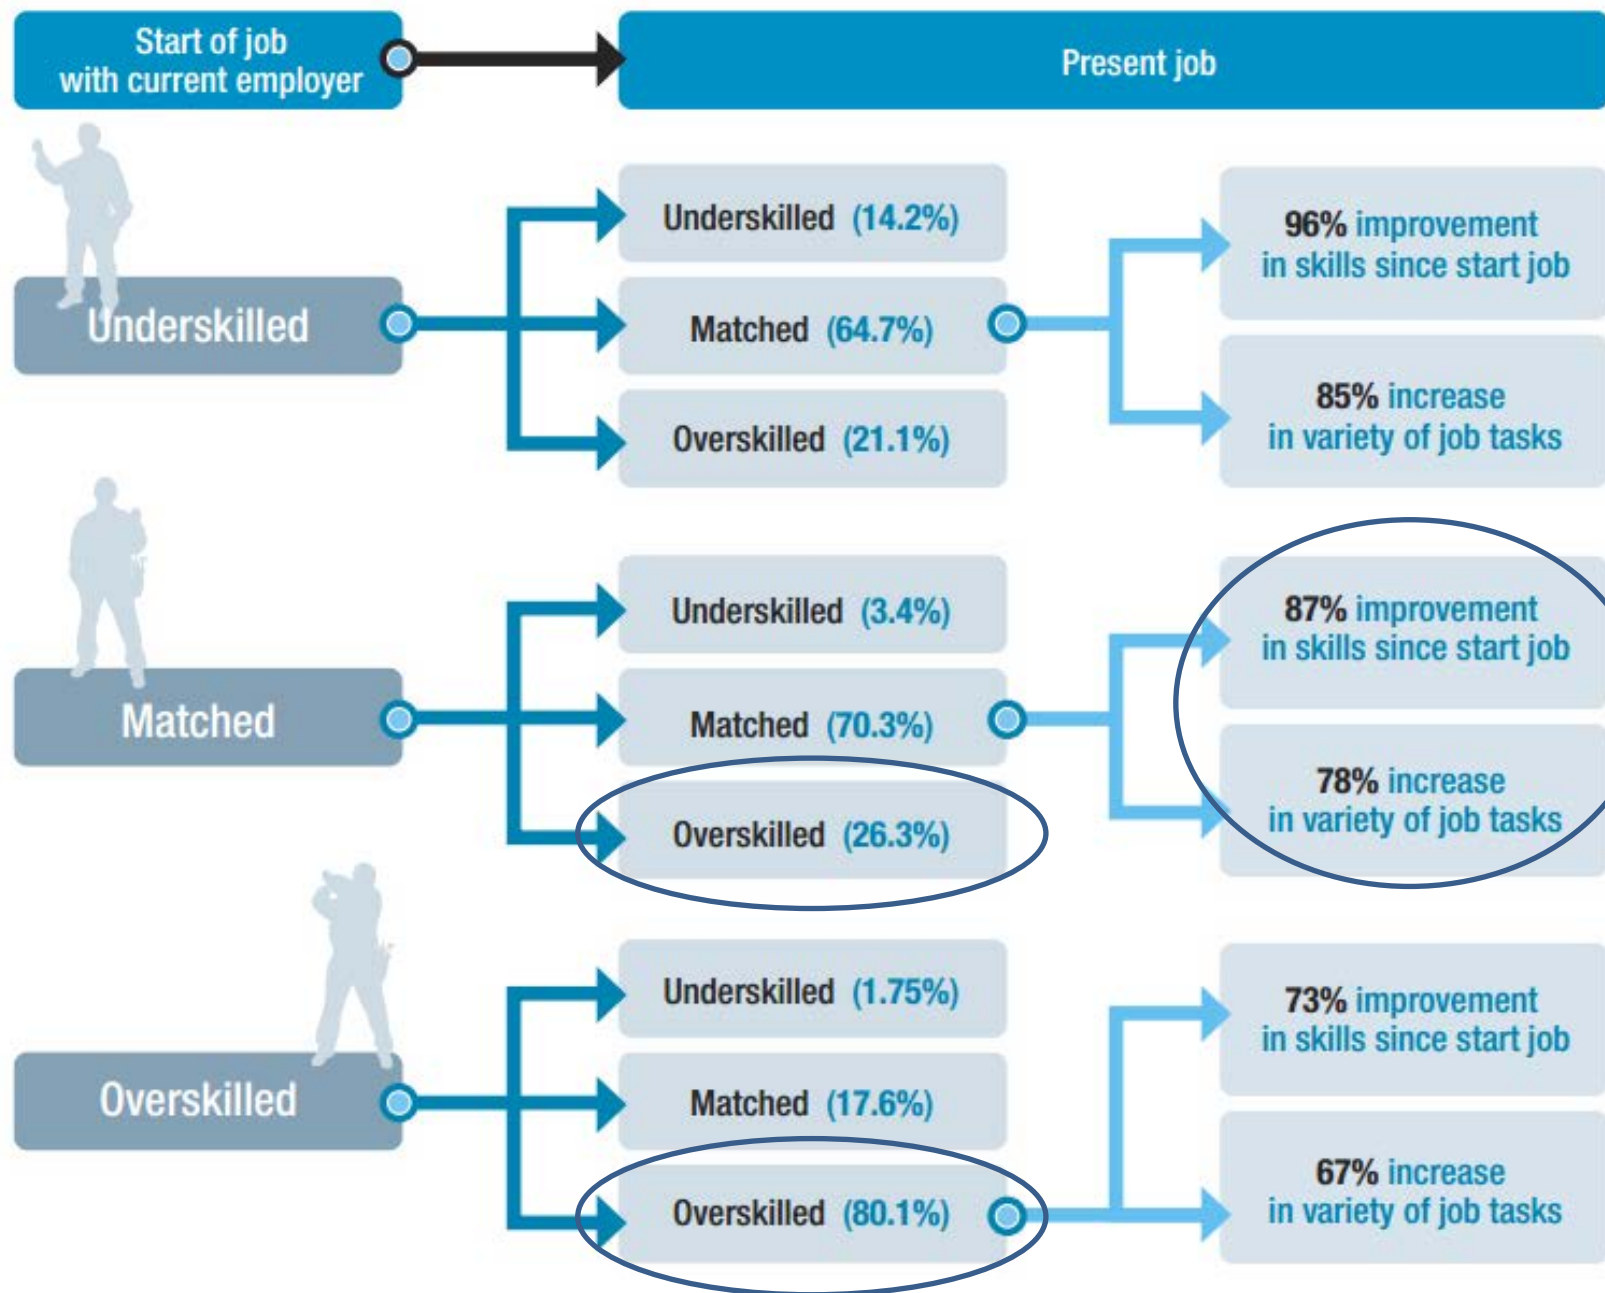 Start of job
with current employer
Present job
Underskilled
Underskilled (14.2%)
Matched (64.7%)
Overskilled (21.1%)
96% improvement
in skills since start job
85% increase
in variety of job tasks
Matched
Underskilled (3.4%)
Matched (70.3%)
Overskilled (26.3%)
87% improvement
in skills since start job
78% increase
in variety of job tasks
Overskilled
Underskilled (1.75%)
Matched (17.6%)
Overskilled (80.1%)
73% improvement
in skills since start job
67% increase
in variety of job tasks